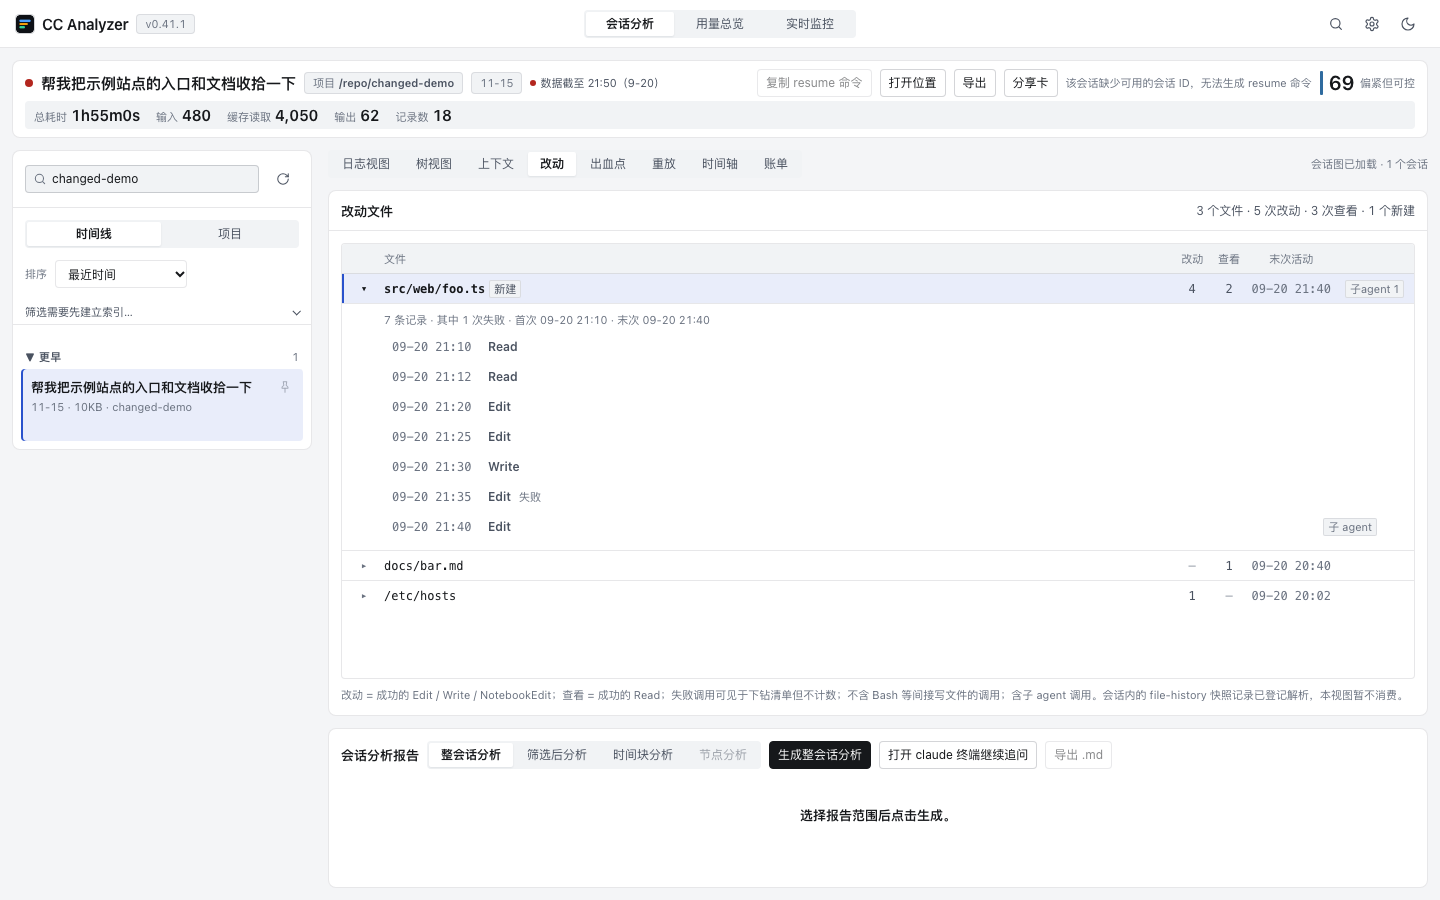 CC Analyzer v0.41.1 会话分析 用量总览 实时监控
帮我把示例站点的入口和文档收拾一下 项目 /repo/changed-demo 11-15 数据截至 21:50（9-20） 复制 resume 命令 打开位置 导出 分享卡 该会话缺少可用的会话 ID，无法生成 resume 命令 69 偏紧但可控
总耗时 1h55m0s 输入 480 缓存读取 4,050 输出 62 记录数 18
changed-demo
时间线 项目
排序 最近时间
筛选需要先建立索引...
▼ 更早 1
帮我把示例站点的入口和文档收拾一下
11-15 · 10KB · changed-demo
日志视图 树视图 上下文 改动 出血点 重放 时间轴 账单 会话图已加载 · 1 个会话
改动文件 3 个文件 · 5 次改动 · 3 次查看 · 1 个新建
文件 改动 查看 末次活动
▾ src/web/foo.ts 新建 4 2 09-20 21:40 子agent 1
7 条记录 · 其中 1 次失败 · 首次 09-20 21:10 · 末次 09-20 21:40
09-20 21:10 Read
09-20 21:12 Read
09-20 21:20 Edit
09-20 21:25 Edit
09-20 21:30 Write
09-20 21:35 Edit 失败
09-20 21:40 Edit 子 agent
▸ docs/bar.md — 1 09-20 20:40
▸ /etc/hosts 1 — 09-20 20:02
改动 = 成功的 Edit / Write / NotebookEdit；查看 = 成功的 Read；失败调用可见于下钻清单但不计数；不含 Bash 等间接写文件的调用；含子 agent 调用。会话内的 file-history 快照记录已登记解析，本视图暂不消费。
会话分析报告 整会话分析 筛选后分析 时间块分析 节点分析 生成整会话分析 打开 claude 终端继续追问 导出 .md
选择报告范围后点击生成。